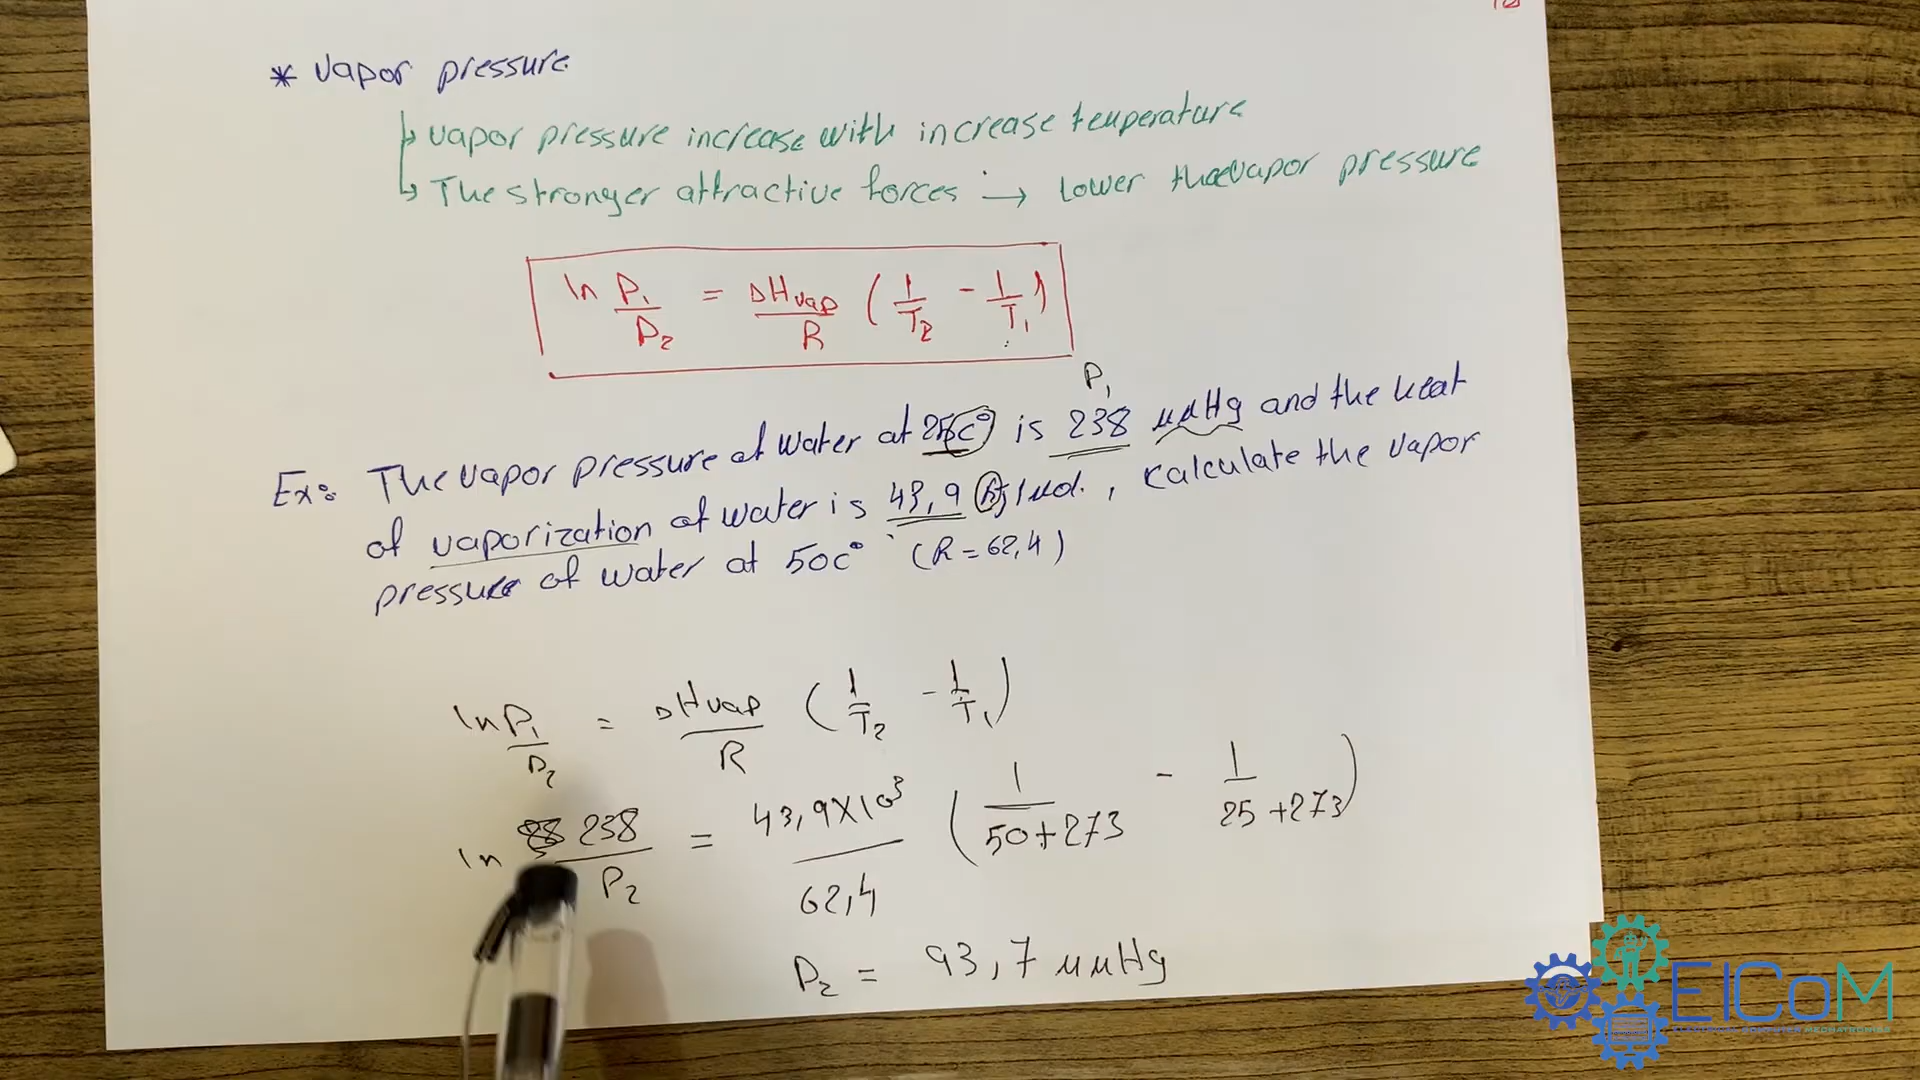 * vapor pressure
vapor pressure increase with increase temperature
The stronger attractive forces → lower the vapor pressure
ln P1/P2 = ΔHvap/R (1/T2 - 1/T1)
P1
Ex: The vapor pressure of water at 25c° is 238 mmHg and the heat
of vaporization of water is 43,9 kj/mol. , calculate the vapor
pressure of water at 50c° (R = 62,4)
ln P1/P2 = ΔHvap/R (1/T2 - 1/T1)
ln 238/P2 = 43,9x10³/62,4 (1/50+273 - 1/25+273)
P2 = 93,7 mmHg
EICoM